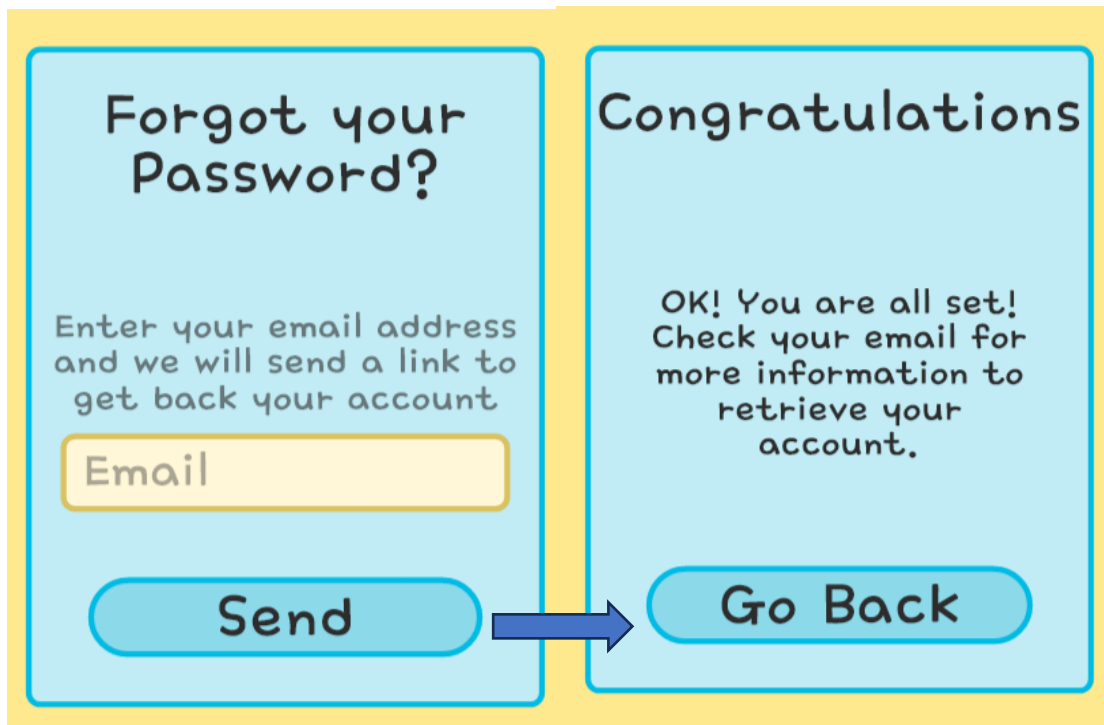 Forgot your
Password?
Enter your email address
and we will send a link to
get back your account
Email
Send
Congratulations
OK! You are all set!
Check your email for
more information to
retrieve your
account.
Go Back